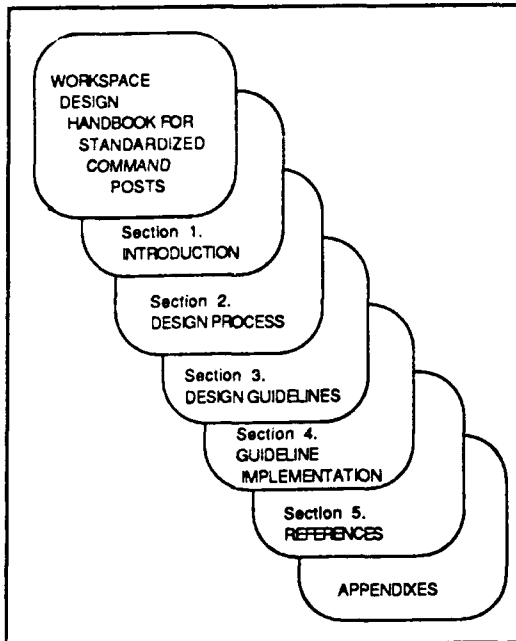 WORKSPACE
DESIGN
HANDBOOK FOR
STANDARDIZED
COMMAND
POSTS
Section 1.
INTRODUCTION
Section 2.
DESIGN PROCESS
Section 3.
DESIGN GUIDELINES
Section 4.
GUIDELINE
IMPLEMENTATION
Section 5.
REFERENCES
APPENDIXES